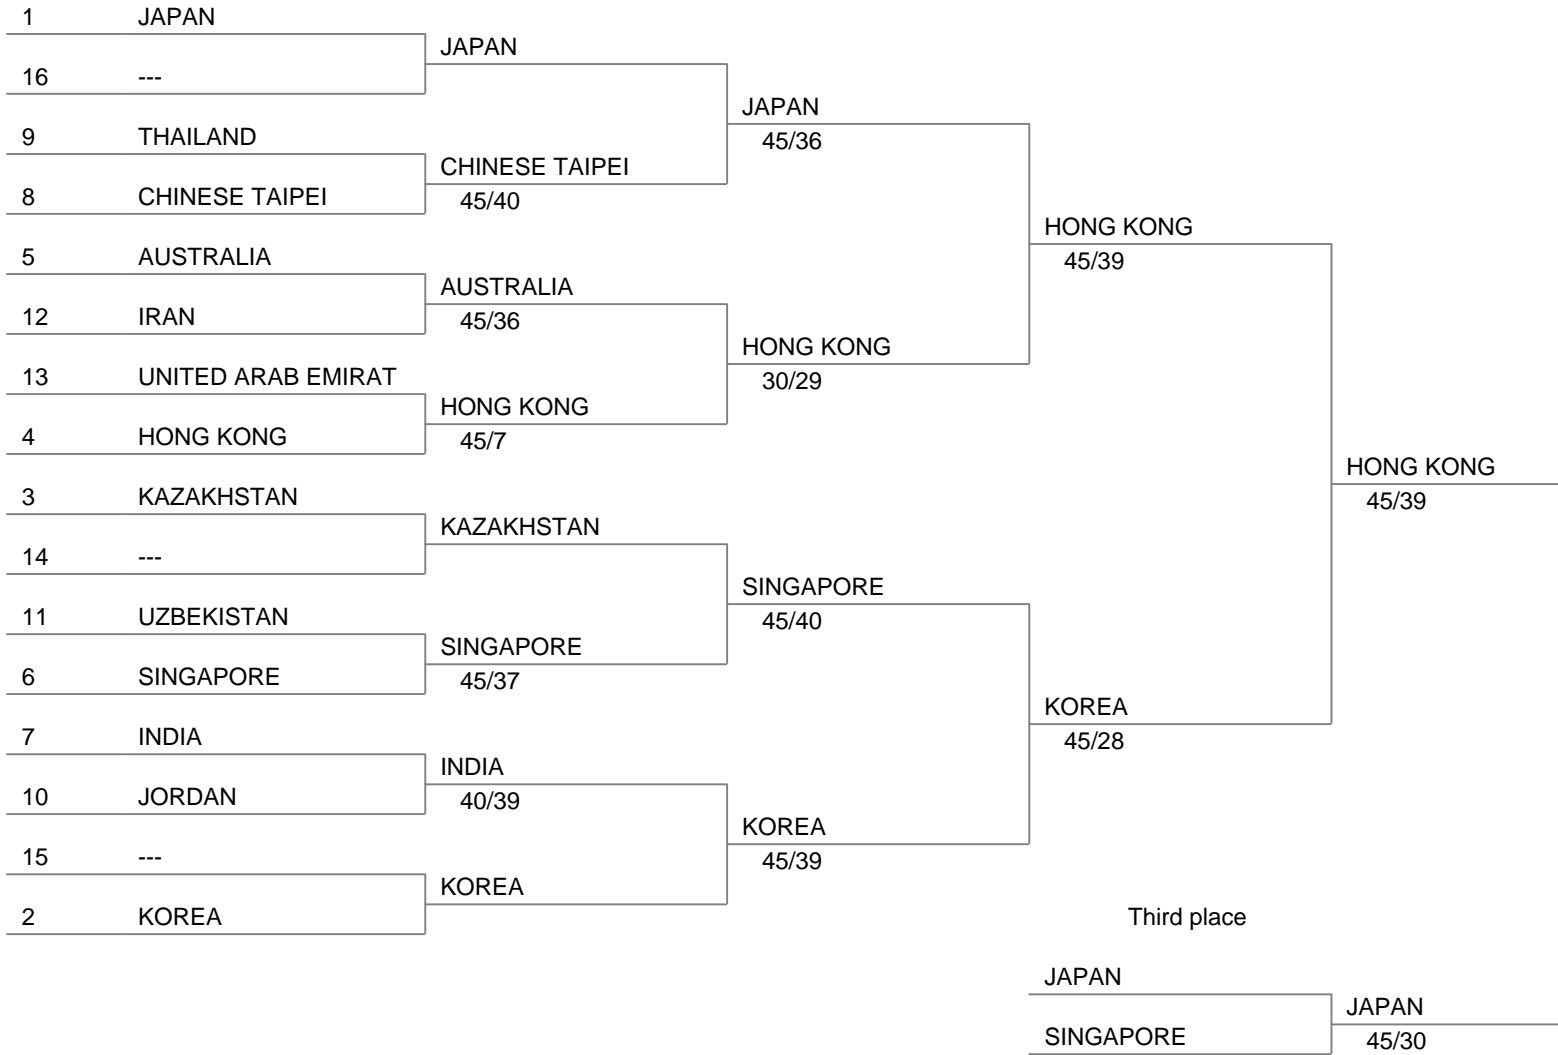 1 JAPAN
JAPAN
16 ---
JAPAN
45/36
9 THAILAND
CHINESE TAIPEI
45/40
8 CHINESE TAIPEI
HONG KONG
45/39
5 AUSTRALIA
AUSTRALIA
45/36
12 IRAN
HONG KONG
30/29
13 UNITED ARAB EMIRAT
HONG KONG
45/7
4 HONG KONG
HONG KONG
45/39
3 KAZAKHSTAN
KAZAKHSTAN
14 ---
SINGAPORE
45/40
11 UZBEKISTAN
SINGAPORE
45/37
6 SINGAPORE
KOREA
45/28
7 INDIA
INDIA
40/39
10 JORDAN
KOREA
45/39
15 ---
KOREA
2 KOREA
Third place
JAPAN
JAPAN
45/30
SINGAPORE